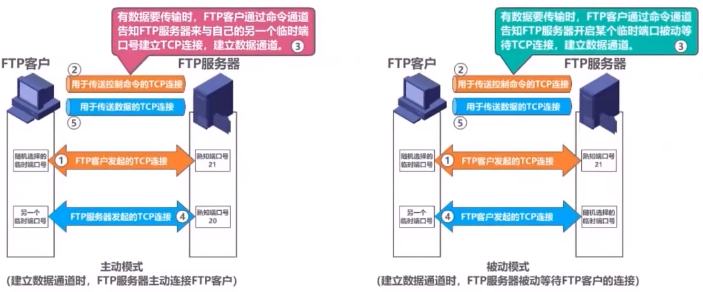 有数据要传输时，FTP客户通过命令通道
告知FTP服务器来与自己的另一个临时端
口号建立TCP连接，建立数据通道。 ③
FTP客户
FTP服务器
②
用于传送控制命令的TCP连接
用于传送数据的TCP连接
⑤
随机选择的
临时端口号
① FTP客户发起的TCP连接
熟知端口号
21
另一个
临时端口号
FTP服务器发起的TCP连接 ④
熟知端口号
20
主动模式
(建立数据通道时，FTP服务器主动连接FTP客户)
有数据要传输时，FTP客户通过命令通道
告知FTP服务器开启某个临时端口被动等
待TCP连接，建立数据通道。 ③
FTP客户
FTP服务器
②
用于传送控制命令的TCP连接
用于传送数据的TCP连接
⑤
随机选择的
临时端口号
① FTP客户发起的TCP连接
熟知端口号
21
另一个
临时端口号
④ FTP客户发起的TCP连接
随机选择的
临时端口号
被动模式
(建立数据通道时，FTP服务器被动等待FTP客户的连接)